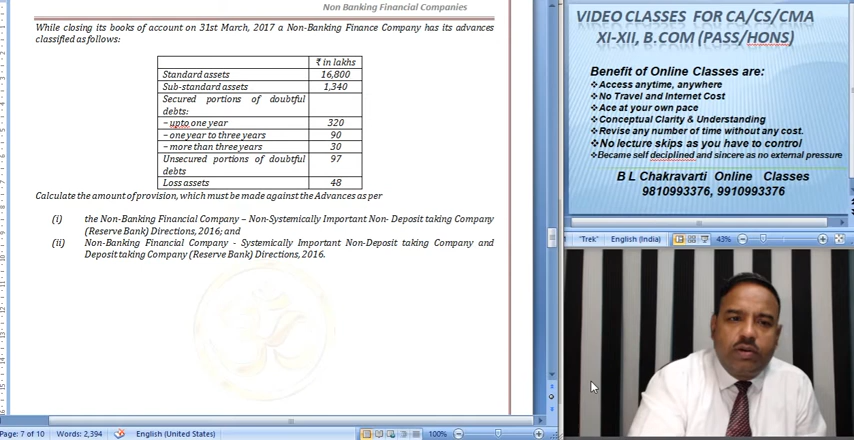 Non Banking Financial Companies
While closing its books of account on 31st March, 2017 a Non-Banking Finance Company has its advances
classified as follows:
₹ in lakhs
Standard assets 16,800
Sub-standard assets 1,340
Secured portions of doubtful
debts:
– upto one year 320
– one year to three years 90
– more than three years 30
Unsecured portions of doubtful 97
debts
Loss assets 48
Calculate the amount of provision, which must be made against the Advances as per
(i) the Non-Banking Financial Company – Non-Systemically Important Non- Deposit taking Company
(Reserve Bank) Directions, 2016; and
(ii) Non-Banking Financial Company - Systemically Important Non-Deposit taking Company and
Deposit taking Company (Reserve Bank) Directions, 2016.
Page: 7 of 10 Words: 2,394 English (United States) 100%
VIDEO CLASSES FOR CA/CS/CMA
XI-XII, B.COM (PASS/HONS)
Benefit of Online Classes are:
❖Access anytime, anywhere
❖No Travel and Internet Cost
❖Ace at your own pace
❖Conceptual Clarity & Understanding
❖Revise any number of time without any cost.
❖No lecture skips as you have to control
❖Became self deciplined and sincere as no external pressure
B L Chakravarti Online Classes
9810993376, 9910993376
"Trek" English (India) 43%